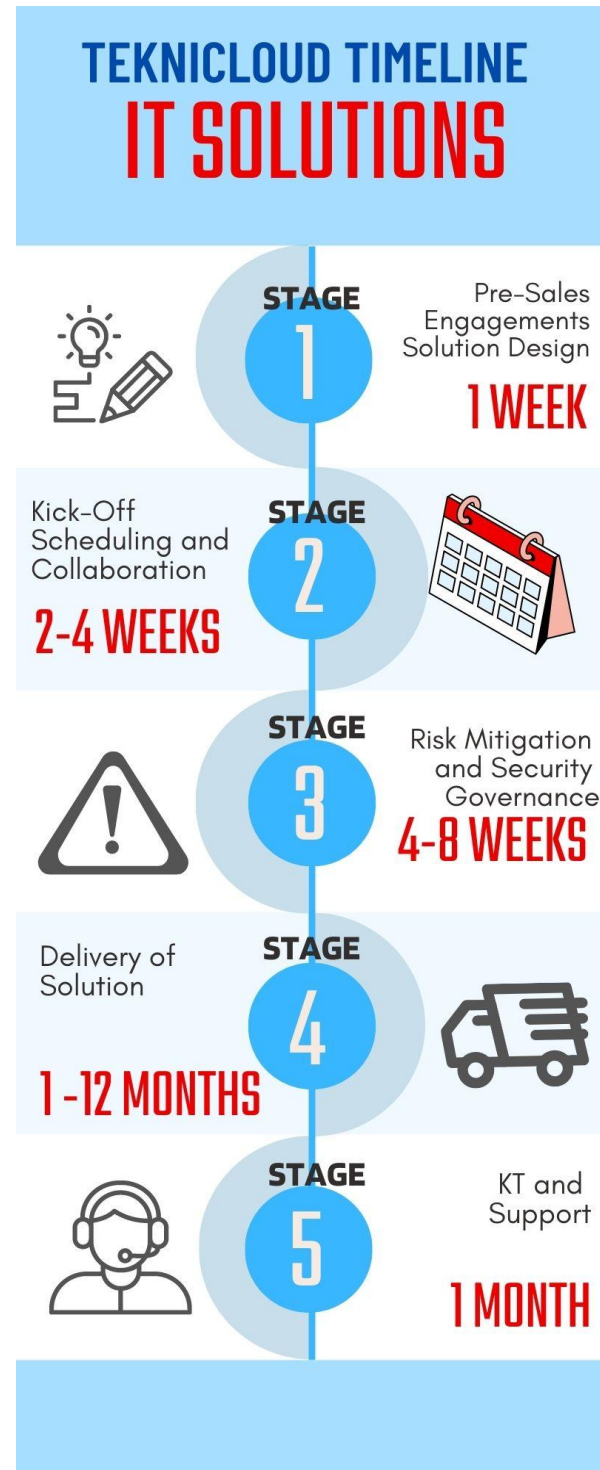 TEKNICLOUD TIMELINE
IT SOLUTIONS
STAGE
1
Pre-Sales
Engagements
Solution Design
1 WEEK
Kick-Off
Scheduling and
Collaboration
2-4 WEEKS
STAGE
2
STAGE
3
Risk Mitigation
and Security
Governance
4-8 WEEKS
Delivery of
Solution
1 -12 MONTHS
STAGE
4
STAGE
5
KT and
Support
1 MONTH